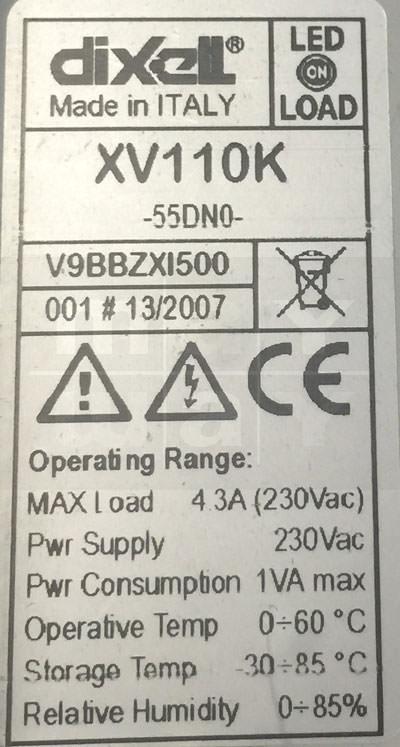 dixell®
Made in ITALY
LED
ON
LOAD
XV110K
-55DN0-
V9BBZXI500
001 # 13/2007
CE
Operating Range:
MAX Load 4.3A (230Vac)
Pwr Supply 230Vac
Pwr Consumption 1VA max
Operative Temp 0÷60 °C
Storage Temp -30÷85 °C
Relative Humidity 0÷85%